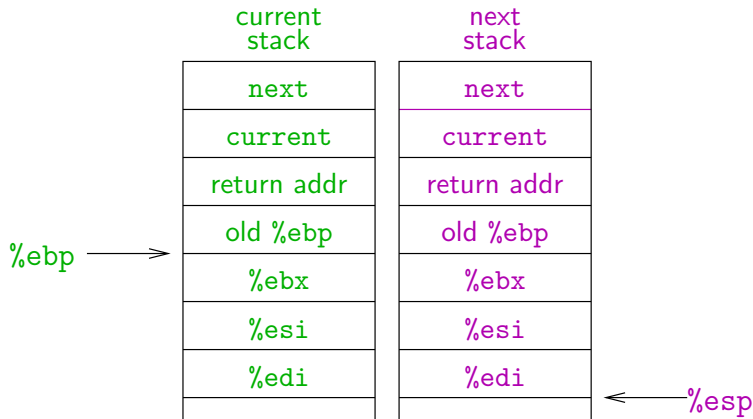 current
stack
next
stack
next
next
current
current
return addr
return addr
old %ebp
old %ebp
%ebp
%ebx
%ebx
%esi
%esi
%edi
%edi
%esp